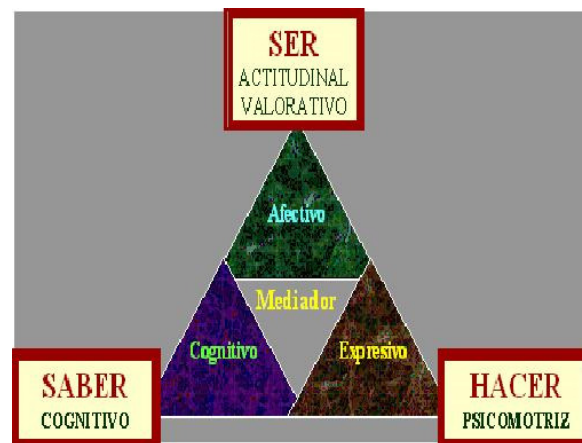 SER
ACTITUDINAL
VALORATIVO
Afectivo
Mediador
Cognitivo
Expresivo
SABER
COGNITIVO
HACER
PSICOMOTRIZ